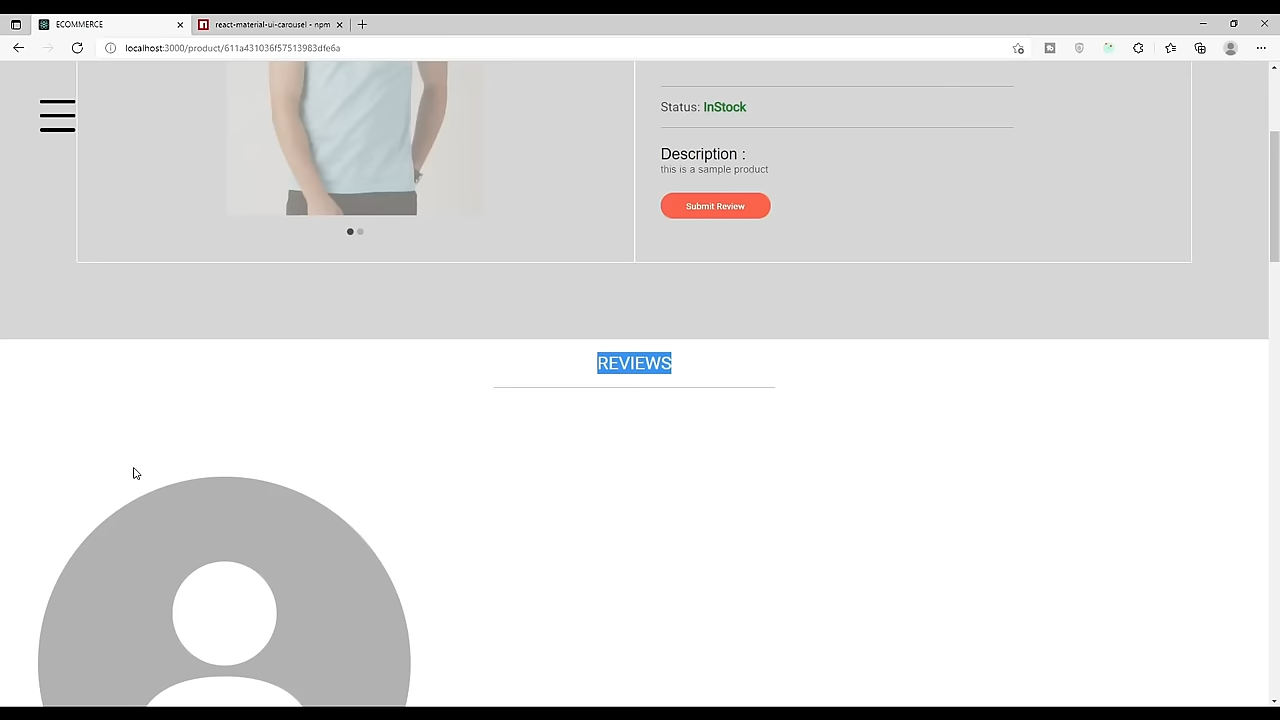 ECOMMERCE
react-material-ui-carousel - npm
localhost:3000/product/611a431036f57513983dfe6a
Status: InStock
Description :
this is a sample product
Submit Review
REVIEWS